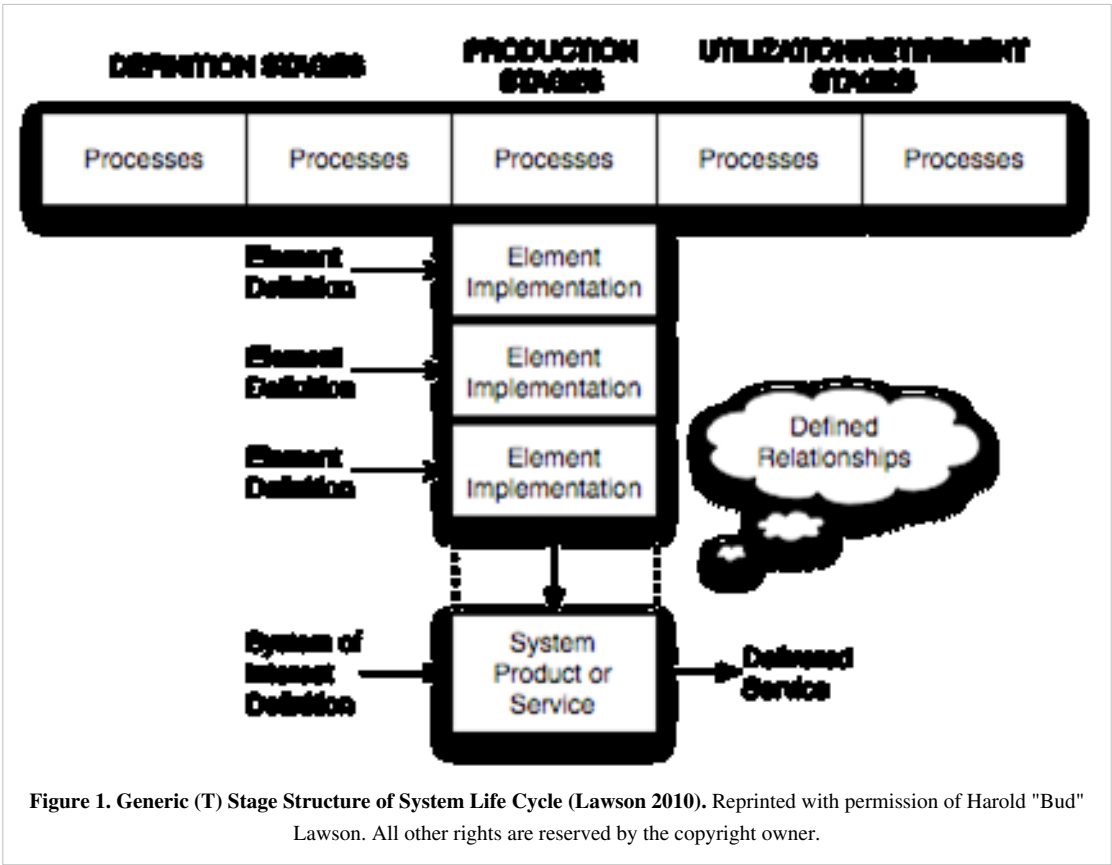 DEFINITION STAGES
PRODUCTION
STAGES
UTILIZATION/RETIREMENT
STAGES
Processes
Processes
Processes
Processes
Processes
Element
Definition
Element
Implementation
Element
Definition
Element
Implementation
Element
Definition
Element
Implementation
Defined
Relationships
System of
Interest
Definition
System
Product or
Service
Delivered
Service
Figure 1. Generic (T) Stage Structure of System Life Cycle (Lawson 2010). Reprinted with permission of Harold "Bud"
Lawson. All other rights are reserved by the copyright owner.